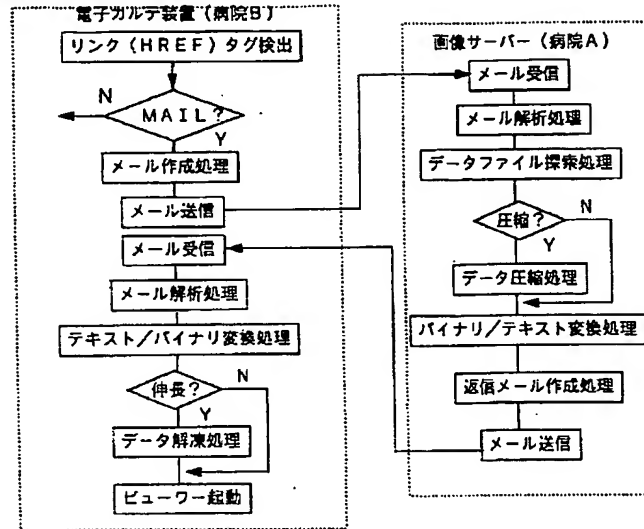 電子カルテ装置（病院B）
リンク（HREF）タグ検出
N
MAIL?
Y
メール作成処理
メール送信
メール受信
メール解析処理
テキスト／バイナリ変換処理
伸長?
N
Y
データ解凍処理
ビューワー起動
画像サーバー（病院A）
メール受信
メール解析処理
データファイル探索処理
圧縮?
N
Y
データ圧縮処理
バイナリ／テキスト変換処理
返信メール作成処理
メール送信